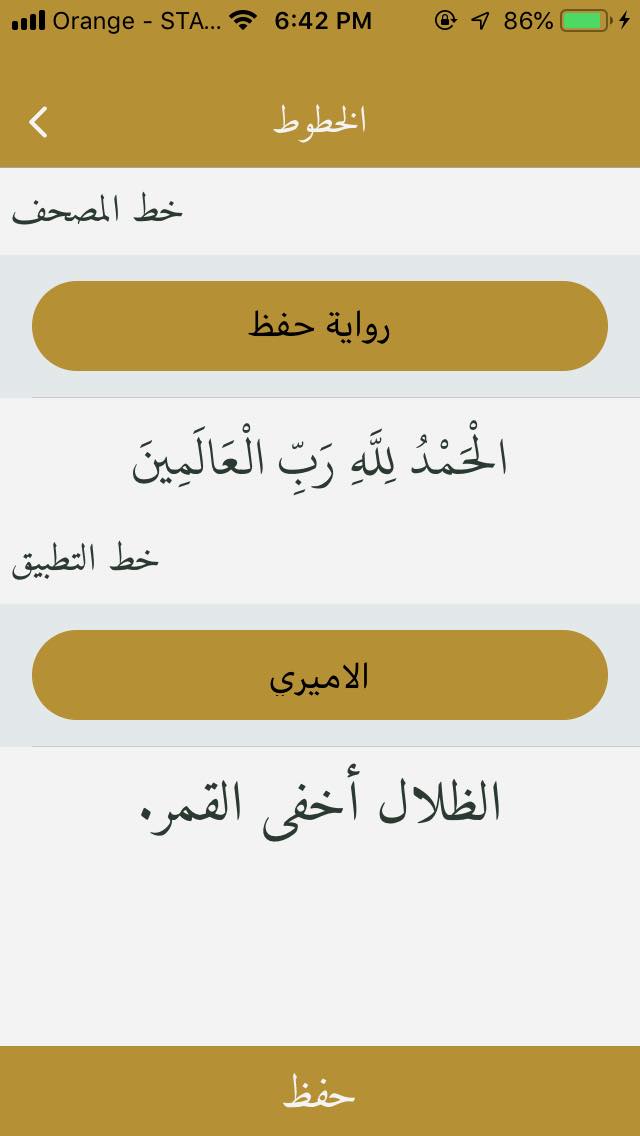 Orange - STA... 6:42 PM 86%
الخطوط
خط المصحف
رواية حفظ
الْحَمْدُ لِلَّهِ رَبِّ الْعَالَمِينَ
خط التطبيق
الاميري
الظلال أخفى القمر.
حفظ